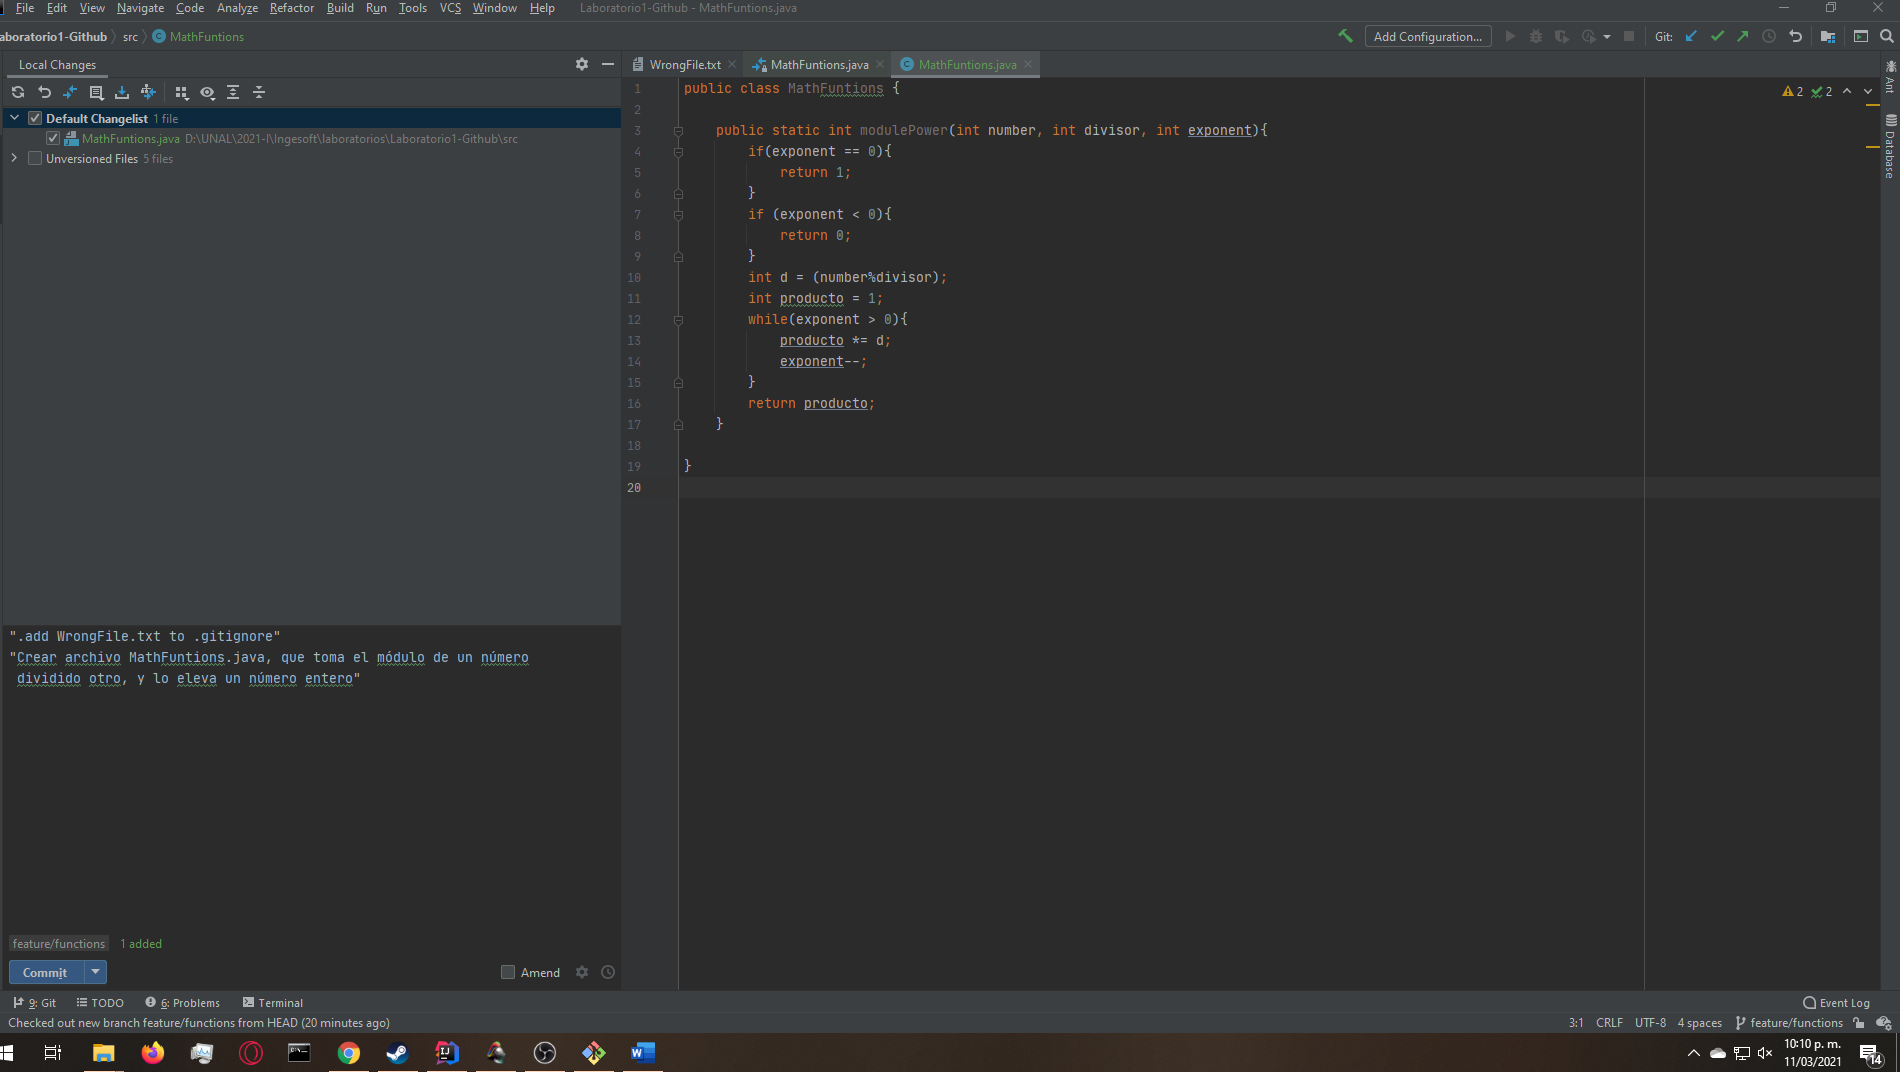 File Edit View Navigate Code Analyze Refactor Build Run Tools VCS Window Help Laboratorio1-Github - MathFuntions.java
aboratorio1-Github src MathFuntions
Add Configuration... Git:
Local Changes
WrongFile.txt MathFuntions.java MathFuntions.java
Default Changelist 1 file
MathFuntions.java D:\UNAL\2021-I\Ingesoft\laboratorios\Laboratorio1-Github\src
Unversioned Files 5 files
1 public class MathFuntions {
2
3 public static int modulePower(int number, int divisor, int exponent){
4 if(exponent == 0){
5 return 1;
6 }
7 if (exponent < 0){
8 return 0;
9 }
10 int d = (number%divisor);
11 int producto = 1;
12 while(exponent > 0){
13 producto *= d;
14 exponent--;
15 }
16 return producto;
17 }
18
19 }
20
2 2
Ant
Database
".add WrongFile.txt to .gitignore"
"Crear archivo MathFuntions.java, que toma el módulo de un número
dividido otro, y lo eleva un número entero"
feature/functions 1 added
Commit Amend
9: Git TODO 6: Problems Terminal Event Log
Checked out new branch feature/functions from HEAD (20 minutes ago) 3:1 CRLF UTF-8 4 spaces feature/functions
10:10 p. m.
11/03/2021
14